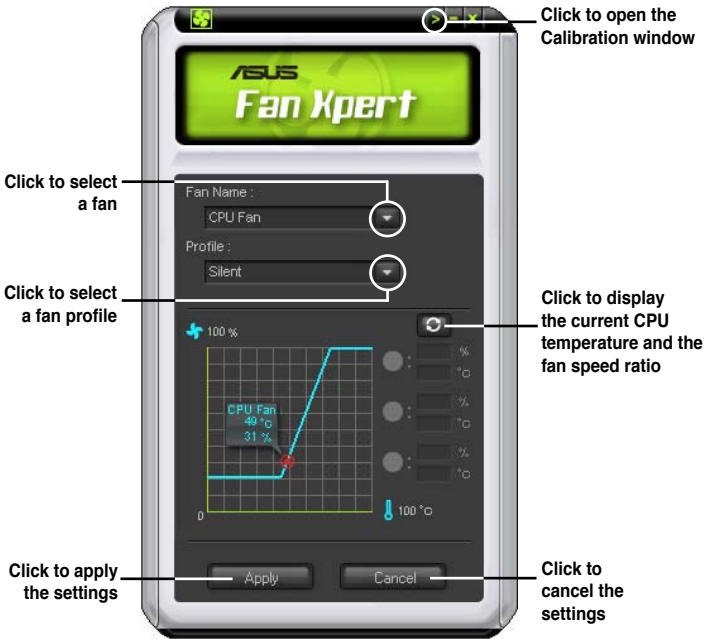 Click to open the
Calibration window
> - x
ASUS
Fan Xpert
Click to select
a fan
Fan Name :
CPU Fan
Profile :
Silent
Click to select
a fan profile
Click to display
the current CPU
temperature and the
fan speed ratio
100 %
%
°C
CPU Fan
49 °C
31 %
%
°C
%
°C
0
100 °C
Click to apply
the settings
Apply
Cancel
Click to
cancel the
settings